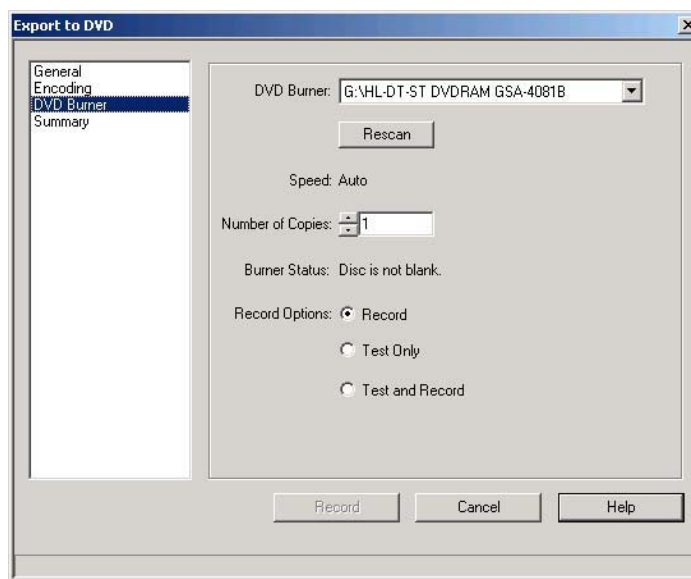 Export to DVD
General
Encoding
DVD Burner
Summary
DVD Burner: G:\HL-DT-ST DVDRAM GSA-4081B
Rescan
Speed: Auto
Number of Copies: 1
Burner Status: Disc is not blank.
Record Options: Record
Test Only
Test and Record
Record Cancel Help